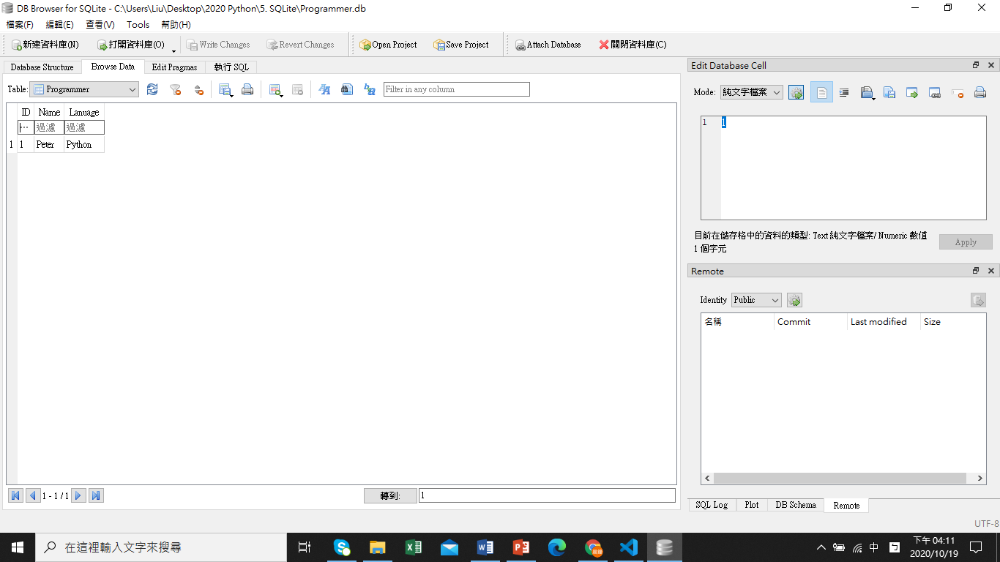 DB Browser for SQLite - C:\Users\Liu\Desktop\2020 Python\5. SQLite\Programmer.db
檔案(F) 編輯(E) 查看(V) Tools 幫助(H)
新建資料庫(N) 打開資料庫(O) Write Changes Revert Changes Open Project Save Project Attach Database 關閉資料庫(C)
Database Structure Browse Data Edit Pragmas 執行 SQL
Table: Programmer Filter in any column
ID Name Lanuage
... 過濾 過濾
1 1 Peter Python
1 - 1 / 1 轉到: 1
Edit Database Cell
Mode: 純文字檔案
1 1
目前在儲存格中的資料的類型: Text 純文字檔案/ Numeric 數值
1 個字元
Apply
Remote
Identity Public
名稱 Commit Last modified Size
SQL Log Plot DB Schema Remote
UTF-8
在這裡輸入文字來搜尋
中
下午 04:11
2020/10/19